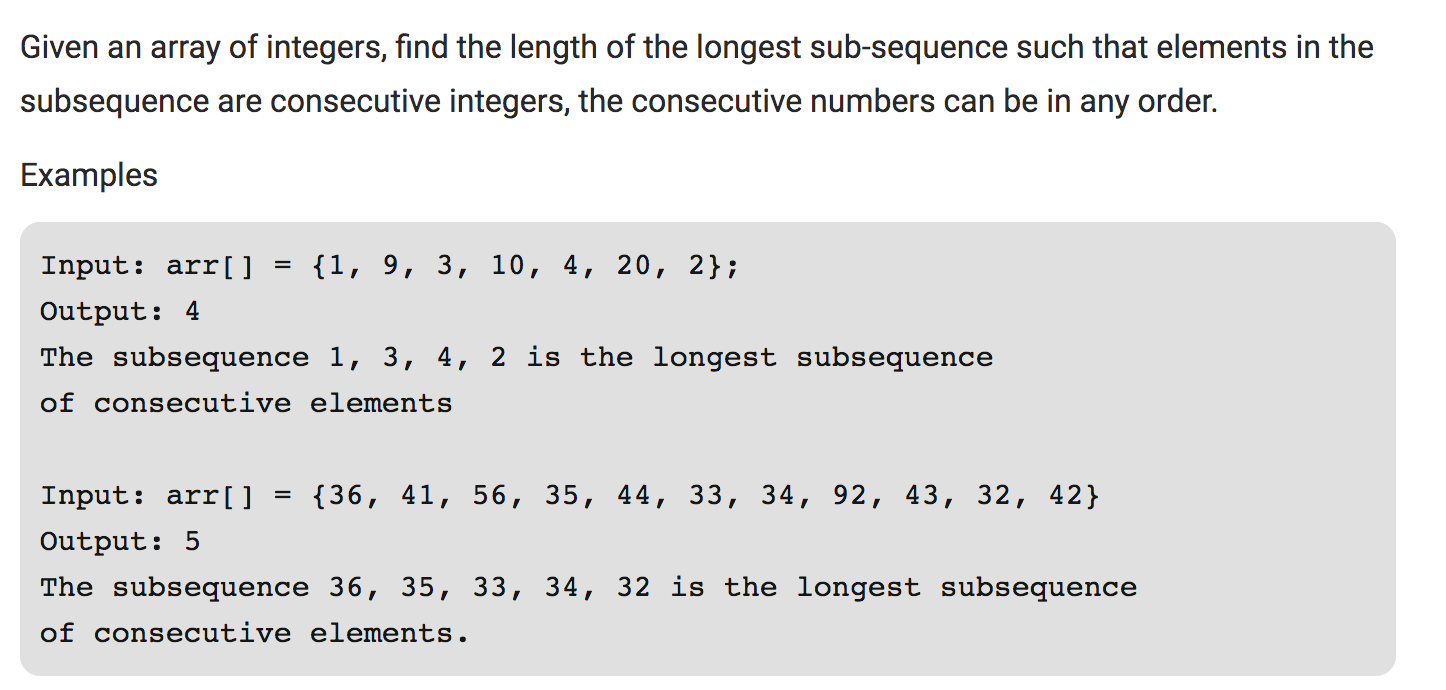 Given an array of integers, find the length of the longest sub-sequence such that elements in the
subsequence are consecutive integers, the consecutive numbers can be in any order.
Examples
Input: arr[] = {1, 9, 3, 10, 4, 20, 2};
Output: 4
The subsequence 1, 3, 4, 2 is the longest subsequence
of consecutive elements
Input: arr[] = {36, 41, 56, 35, 44, 33, 34, 92, 43, 32, 42}
Output: 5
The subsequence 36, 35, 33, 34, 32 is the longest subsequence
of consecutive elements.